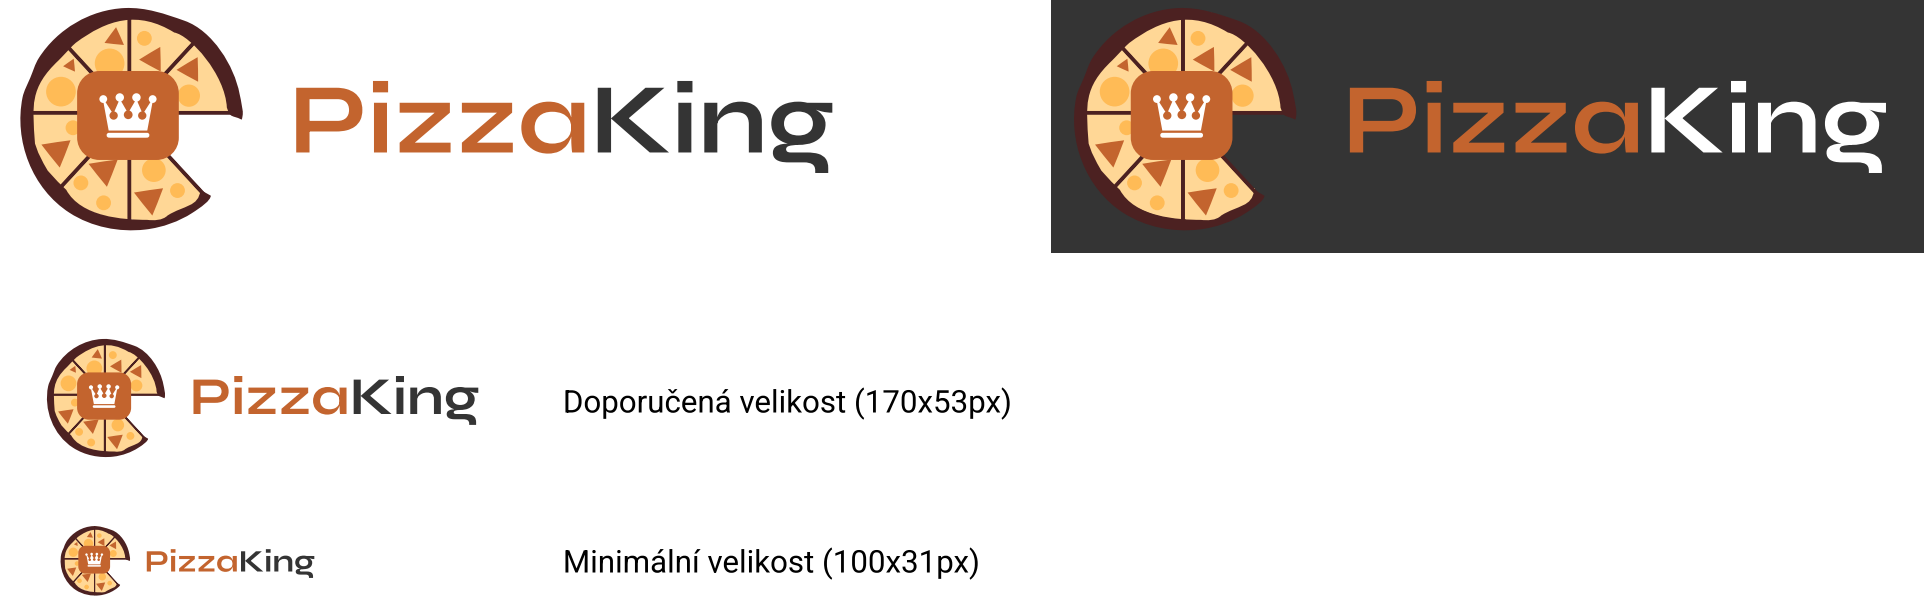 PizzaKing
PizzaKing
PizzaKing
Doporučená velikost (170x53px)
PizzaKing
Minimální velikost (100x31px)